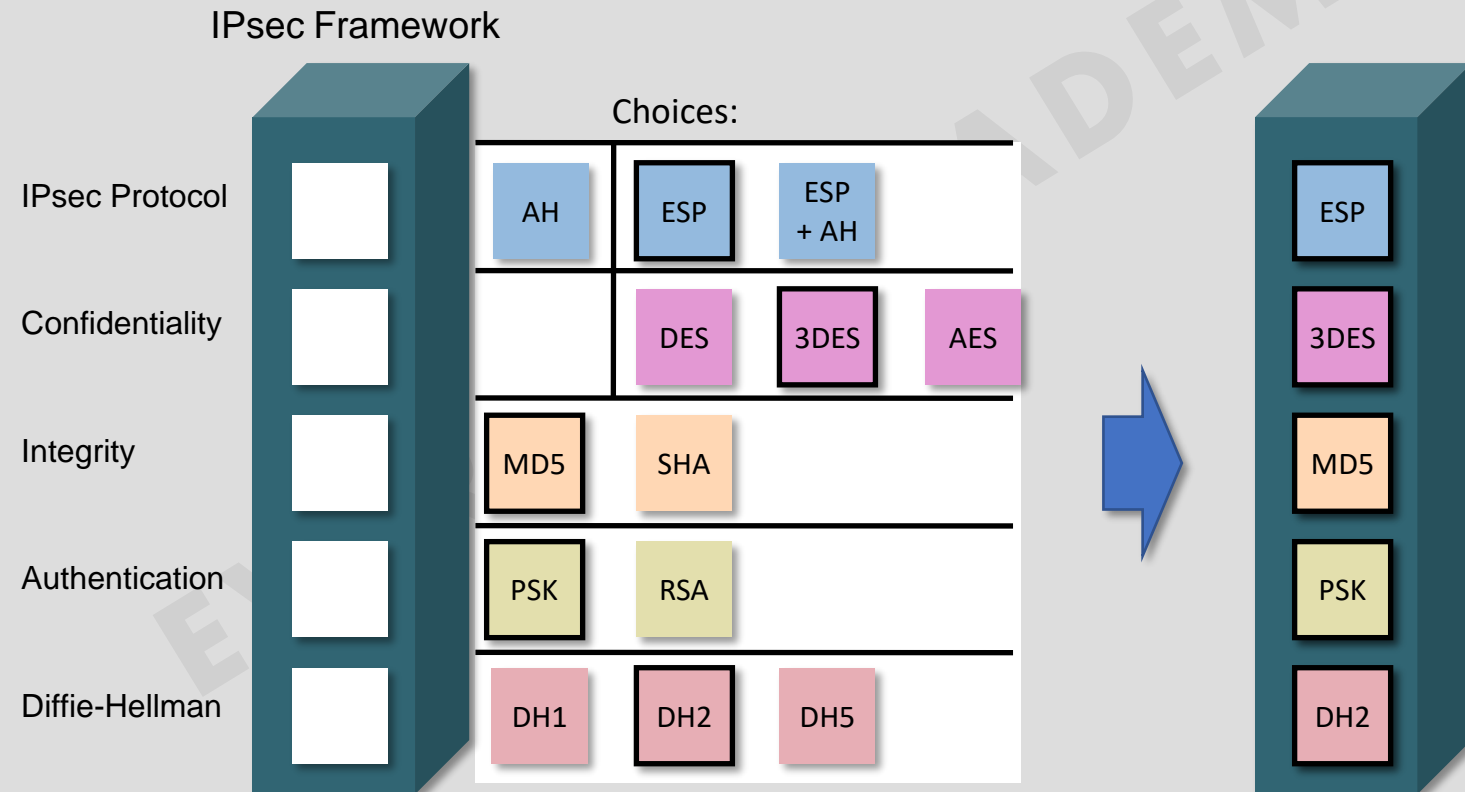 IPsec Framework
Choices:
IPsec Protocol
AH
ESP
ESP
+ AH
ESP
Confidentiality
DES
3DES
AES
3DES
Integrity
MD5
SHA
MD5
Authentication
PSK
RSA
PSK
Diffie-Hellman
DH1
DH2
DH5
DH2